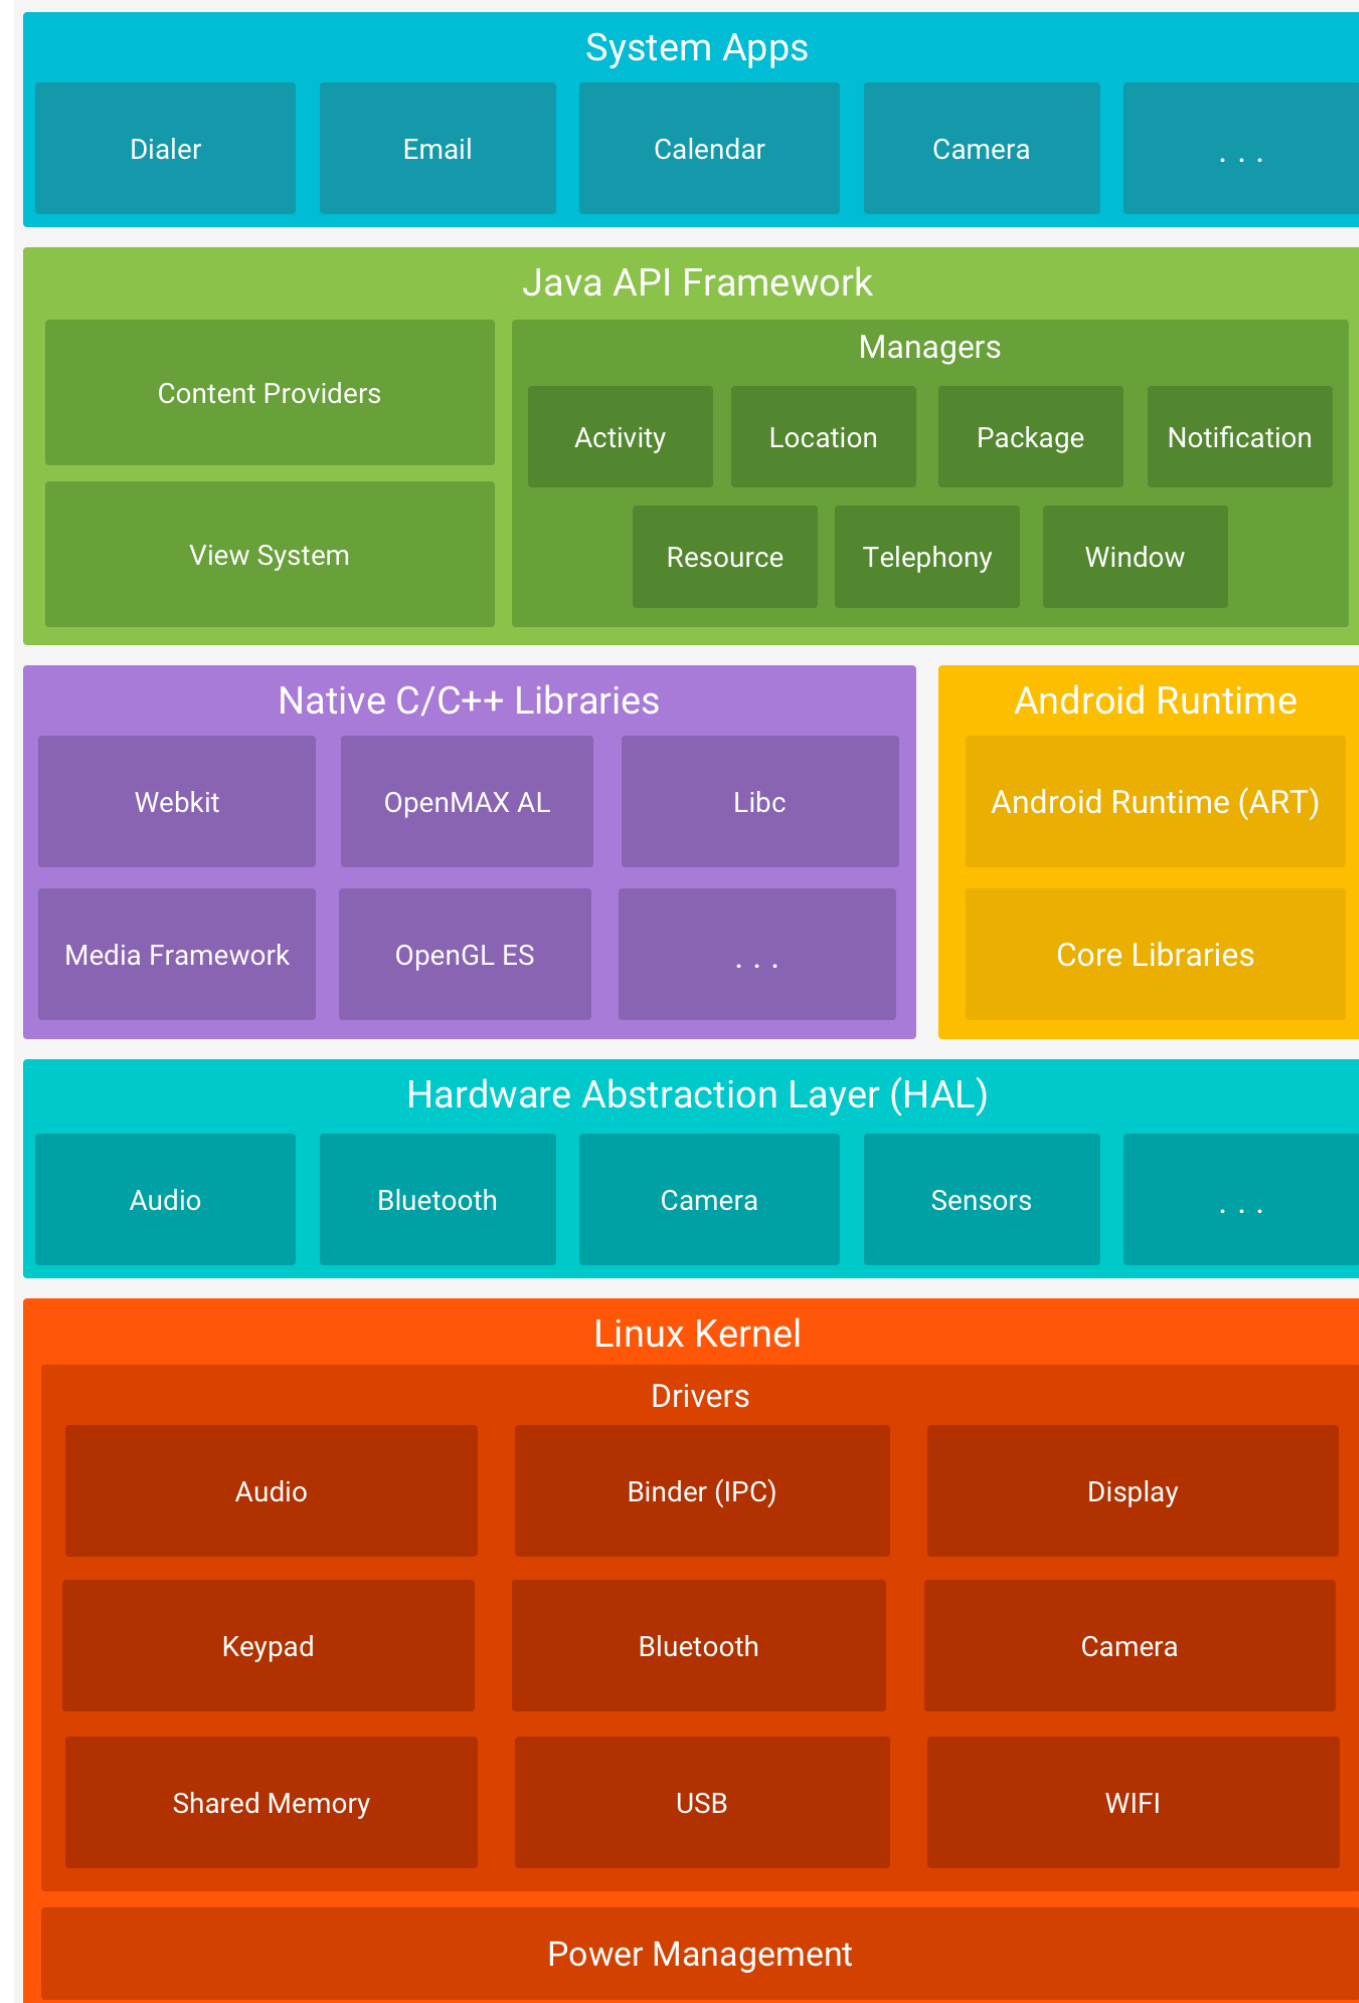 System Apps
Dialer
Email
Calendar
Camera
. . .
Java API Framework
Content Providers
View System
Managers
Activity
Location
Package
Notification
Resource
Telephony
Window
Native C/C++ Libraries
Webkit
OpenMAX AL
Libc
Media Framework
OpenGL ES
. . .
Android Runtime
Android Runtime (ART)
Core Libraries
Hardware Abstraction Layer (HAL)
Audio
Bluetooth
Camera
Sensors
. . .
Linux Kernel
Drivers
Audio
Binder (IPC)
Display
Keypad
Bluetooth
Camera
Shared Memory
USB
WIFI
Power Management